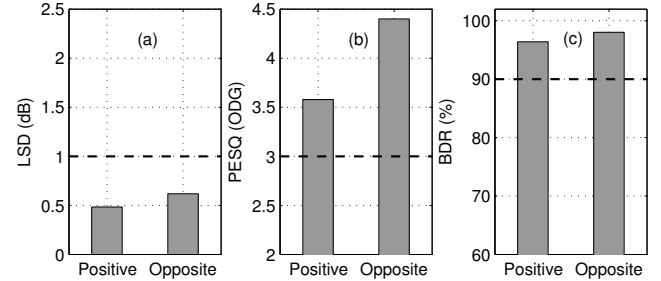 (a)
LSD (dB)
2.5
2
1.5
1
0.5
0
Positive Opposite
(b)
PESQ (ODG)
4.5
4
3.5
3
2.5
2
Positive Opposite
(c)
BDR (%)
100
90
80
70
60
Positive Opposite